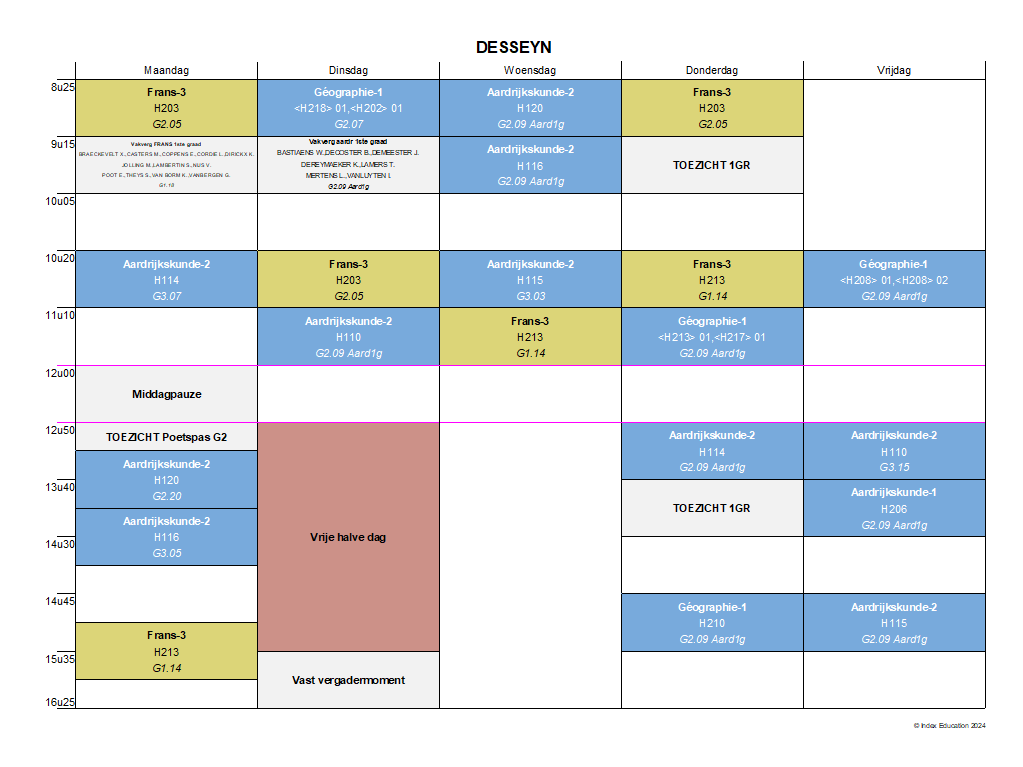 DESSEYN
Maandag Dinsdag Woensdag Donderdag Vrijdag
8u25
Frans-3
H203
G2.05
Géographie-1
<H218> 01,<H202> 01
G2.07
Aardrijkskunde-2
H120
G2.09 Aard1g
Frans-3
H203
G2.05
9u15
Vakverg FRANS 1ste graad
BRAECKEVELT X.,CASTERS M.,COPPENS E.,CORDIE L.,DIRICKX K.
JOLLING M.,LAMBERTIN S.,NIJS V.
POOT E.,THEYS S.,VAN BORM K.,VANBERGEN G.
G1.18
Vakverg aardr 1ste graad
BASTIAENS W.,DECOSTER B.,DEMEESTER J.
DEREYMAEKER K.,LAMERS T.
MERTENS L.,VANLUYTEN I.
G2.09 Aard1g
Aardrijkskunde-2
H116
G2.09 Aard1g
TOEZICHT 1GR
10u05
10u20
Aardrijkskunde-2
H114
G3.07
Frans-3
H203
G2.05
Aardrijkskunde-2
H115
G3.03
Frans-3
H213
G1.14
Géographie-1
<H208> 01,<H208> 02
G2.09 Aard1g
11u10
Aardrijkskunde-2
H110
G2.09 Aard1g
Frans-3
H213
G1.14
Géographie-1
<H213> 01,<H217> 01
G2.09 Aard1g
12u00
Middagpauze
12u50
TOEZICHT Poetspas G2
Aardrijkskunde-2
H120
G2.20
Vrije halve dag
Aardrijkskunde-2
H114
G2.09 Aard1g
Aardrijkskunde-2
H110
G3.15
13u40
Aardrijkskunde-2
H116
G3.05
TOEZICHT 1GR
Aardrijkskunde-1
H206
G2.09 Aard1g
14u30
14u45
Frans-3
H213
G1.14
Géographie-1
H210
G2.09 Aard1g
Aardrijkskunde-2
H115
G2.09 Aard1g
15u35
Vast vergadermoment
16u25
© Index Education 2024